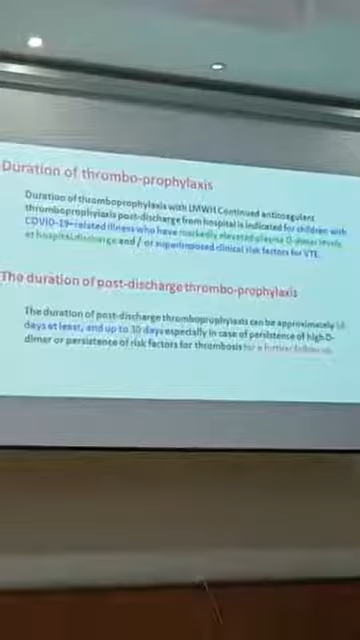 Duration of thrombo-prophylaxis
Duration of thromboprophylaxis with LMWH Continued anticoagulant
thromboprophylaxis post-discharge from hospital is indicated for children with
COVID-19-related illness who have markedly elevated plasma D-dimer levels
at hospital discharge and / or superimposed clinical risk factors for VTE.
The duration of post-discharge thrombo-prophylaxis
The duration of post-discharge thromboprophylaxis can be approximately
days at least, and up to 30 days especially in case of persistence of high D-
dimer or persistence of risk factors for thrombosis for a further